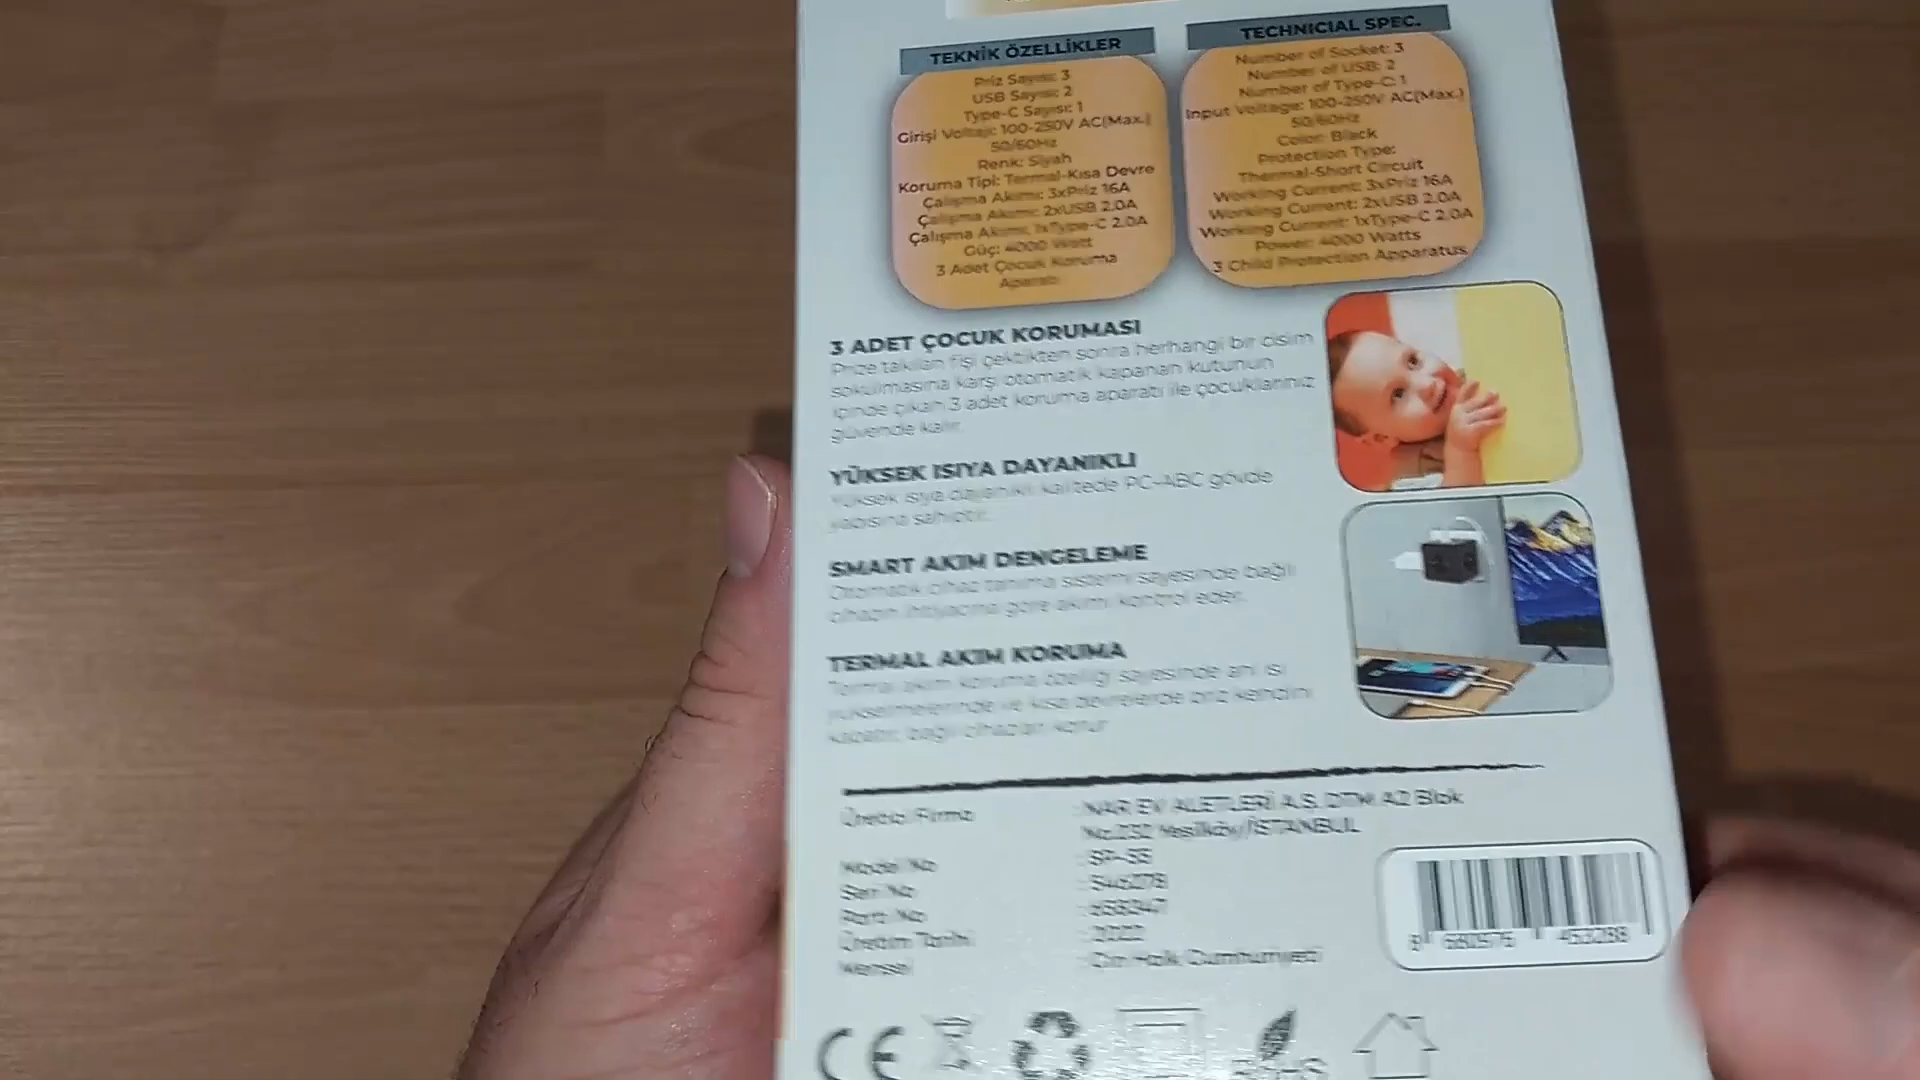 TEKNİK ÖZELLİKLER
Priz Sayısı: 3
USB Sayısı: 2
Type-C Sayısı: 1
Girişi Voltajı: 100-250V AC(Max.)
50/60Hz
Renk: Siyah
Koruma Tipi: Termal-Kısa Devre
Çalışma Akımı: 3xPriz 16A
Çalışma Akımı: 2xUSB 2.0A
Çalışma Akımı, 1xType-C 2.0A
Güç: 4000 Watt
3 Adet Çocuk Koruma
Aparatı
TECHNICIAL SPEC.
Number of Socket: 3
Number of USB: 2
Number of Type-C: 1
Input Voltage: 100-250V AC(Max.)
50/60Hz
Color: Black
Protection Type:
Thermal-Short Circuit
Working Current: 3xPriz 16A
Working Current: 2xUSB 2.0A
Working Current: 1xType-C 2.0A
Power: 4000 Watts
3 Child Protection Apparatus
3 ADET ÇOCUK KORUMASI
Prize takılan fişi çektikten sonra herhangi bir cisim
sokulmasına karşı otomatik kapanan kutunun
içinde çıkan 3 adet koruma aparatı ile çocuklarınız
güvende kalır.
YÜKSEK ISIYA DAYANIKLI
Yüksek ısıya dayanıklı kalitede PC-ABC gövde
yapısına sahiptir.
SMART AKIM DENGELEME
Otomatik cihaz tanıma sistemi sayesinde bağlı
cihazın ihtiyacına göre akımı kontrol eder.
TERMAL AKIM KORUMA
Termal akım koruma özelliği sayesinde ani ısı
yükselmelerinde ve kısa devrelerde priz kendini
kapatır, bağlı cihazları korur
Üretici Firma : NAR EV ALETLERİ A.Ş. DTM A2 Blok
No:232 Yeşilköy/İSTANBUL
Model No :
Seri No : 546278
Parti No : 658347
Üretim Tarihi : 2022
Menşei : Çin Halk Cumhuriyeti
8 680976 453288
CE
RoHS